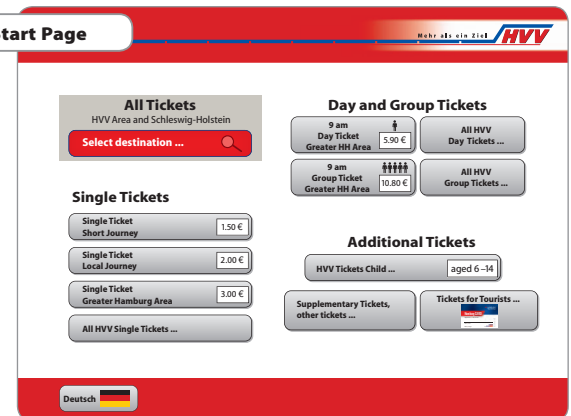 tart Page
Mehr als ein Ziel HVV
All Tickets
HVV Area and Schleswig-Holstein
Select destination ...
Single Tickets
Single Ticket
Short Journey
1.50 €
Single Ticket
Local Journey
2.00 €
Single Ticket
Greater Hamburg Area
3.00 €
All HVV Single Tickets ...
Day and Group Tickets
9 am
Day Ticket
Greater HH Area
5.90 €
All HVV
Day Tickets ...
9 am
Group Ticket
Greater HH Area
10.80 €
All HVV
Group Tickets ...
Additional Tickets
HVV Tickets Child ...
aged 6 –14
Supplementary Tickets,
other tickets ...
Tickets for Tourists ...
Deutsch